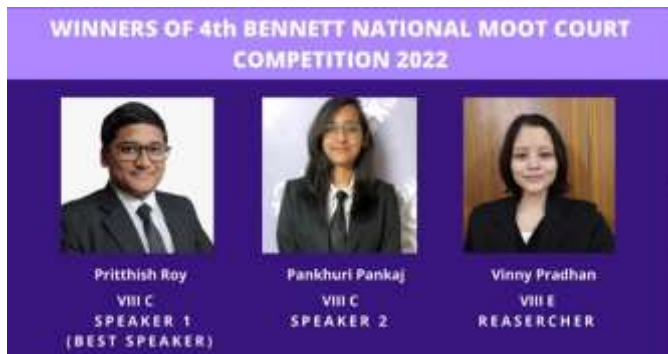 WINNERS OF 4th BENNETT NATIONAL MOOT COURT
COMPETITION 2022
Pritthish Roy
VIII C
SPEAKER 1
(BEST SPEAKER)
Pankhuri Pankaj
VIII C
SPEAKER 2
Vinny Pradhan
VIII E
REASERCHER